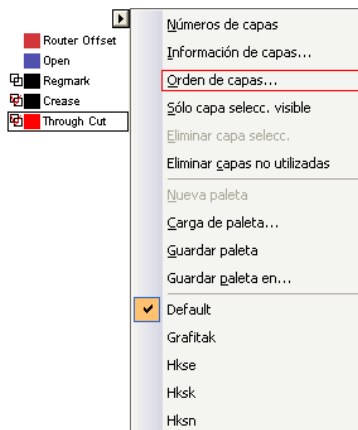 Router Offset
Open
Regmark
Crease
Through Cut
Números de capas
Información de capas...
Orden de capas...
Sólo capa selecc. visible
Eliminar capa selecc.
Eliminar capas no utilizadas
Nueva paleta
Carga de paleta...
Guardar paleta
Guardar paleta en...
Default
Grafitak
Hkse
Hksk
Hksn